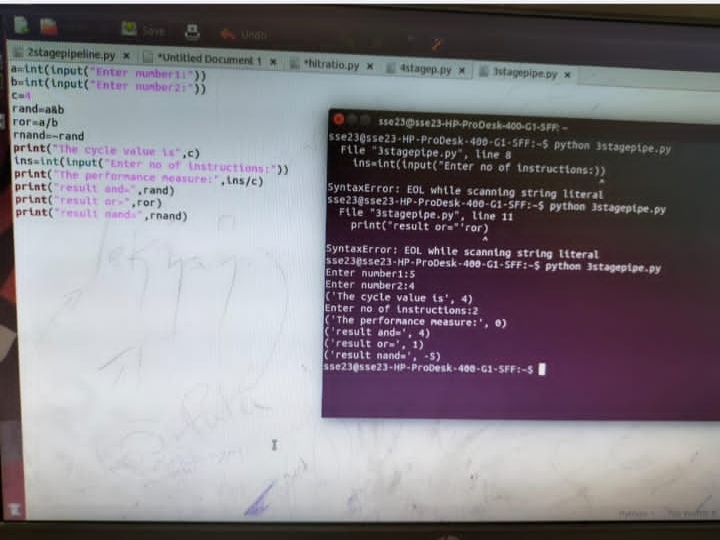 Save
Undo
2stagepipeline.py ×
*Untitled Document 1 ×
*hitratio.py ×
4stagep.py ×
3stagepipe.py ×
a=int(input("Enter number1:"))
b=int(input("Enter number2:"))
c=4
rand=a&b
ror=a/b
rnand=~rand
print("The cycle value is",c)
ins=int(input("Enter no of instructions:"))
print("The performance measure:",ins/c)
print("result and=",rand)
print("result or=",ror)
print("result nand=",rnand)
sse23@sse23-HP-ProDesk-400-G1-SFF: ~
sse23@sse23-HP-ProDesk-400-G1-SFF:~$ python 3stagepipe.py
File "3stagepipe.py", line 8
ins=int(input("Enter no of instructions:))
^
SyntaxError: EOL while scanning string literal
sse23@sse23-HP-ProDesk-400-G1-SFF:~$ python 3stagepipe.py
File "3stagepipe.py", line 11
print("result or="'ror)
^
SyntaxError: EOL while scanning string literal
sse23@sse23-HP-ProDesk-400-G1-SFF:~$ python 3stagepipe.py
Enter number1:5
Enter number2:4
('The cycle value is', 4)
Enter no of instructions:2
('The performance measure:', 0)
('result and=', 4)
('result or=', 1)
('result nand=', -5)
sse23@sse23-HP-ProDesk-400-G1-SFF:~$